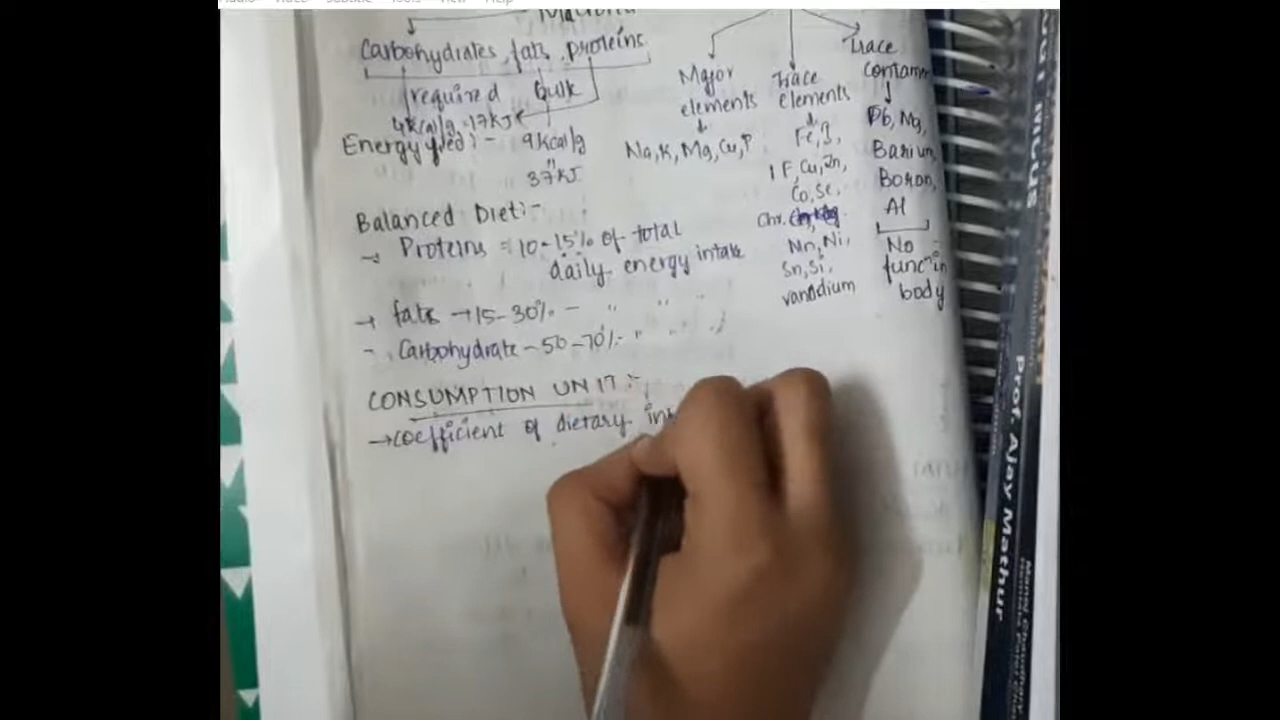 Carbohydrates, fats, proteins
required bulk
4kcal/g = 17kJ
Energy yield :- 9kcal/g
"
37kJ
Major elements
Na, K, Mg, Cu, P
Trace elements
Fe, I,
F, Cu, Zn,
Co, Se,
Chr.
Mn, Ni,
Sn, Si,
vanadium
Trace
Pb, Mg,
Barium,
Boron,
Al
No
func" in
body
Balanced Diet :-
→ Proteins = 10-15% of total
daily energy intake
→ fats → 15-30% - " " "
- Carbohydrate - 50-70% - " " "
CONSUMPTION UNIT :-
→ coefficient of dietary
Prof. Ajay Mathur